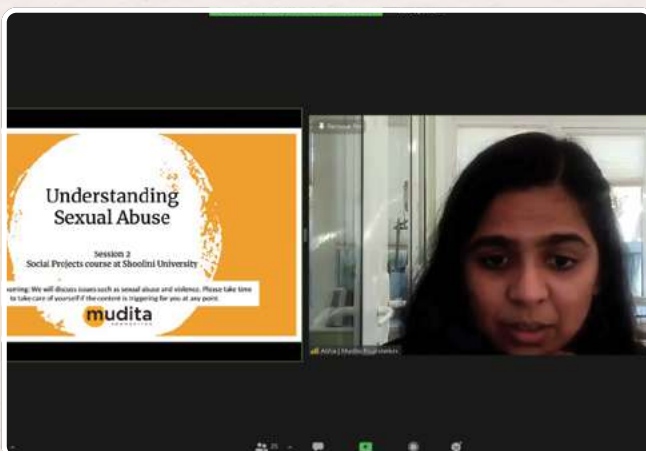 Understanding
Sexual Abuse
Session 2
Social Projects course at Shoolini University
We will discuss issues such as sexual abuse and violence. Please take time
to take care of yourself if the content is triggering for you at any point.
mudita
Mudita
25